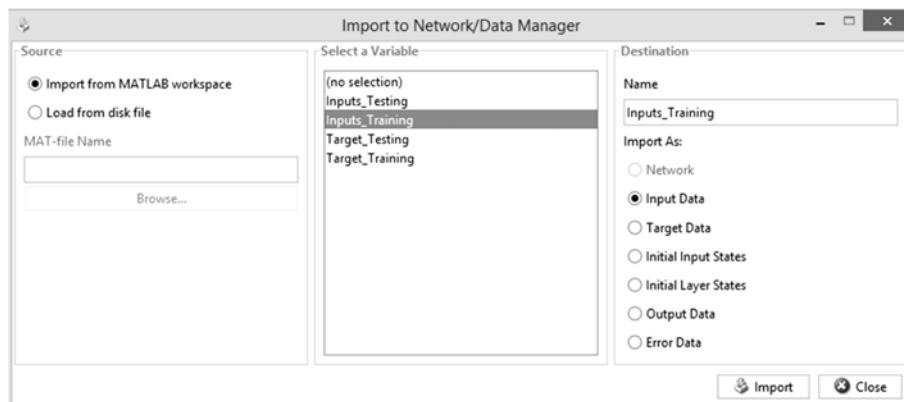 Import to Network/Data Manager
Source
Import from MATLAB workspace
Load from disk file
MAT-file Name
Browse...
Select a Variable
(no selection)
Inputs_Testing
Inputs_Training
Target_Testing
Target_Training
Destination
Name
Inputs_Training
Import As:
Network
Input Data
Target Data
Initial Input States
Initial Layer States
Output Data
Error Data
Import
Close